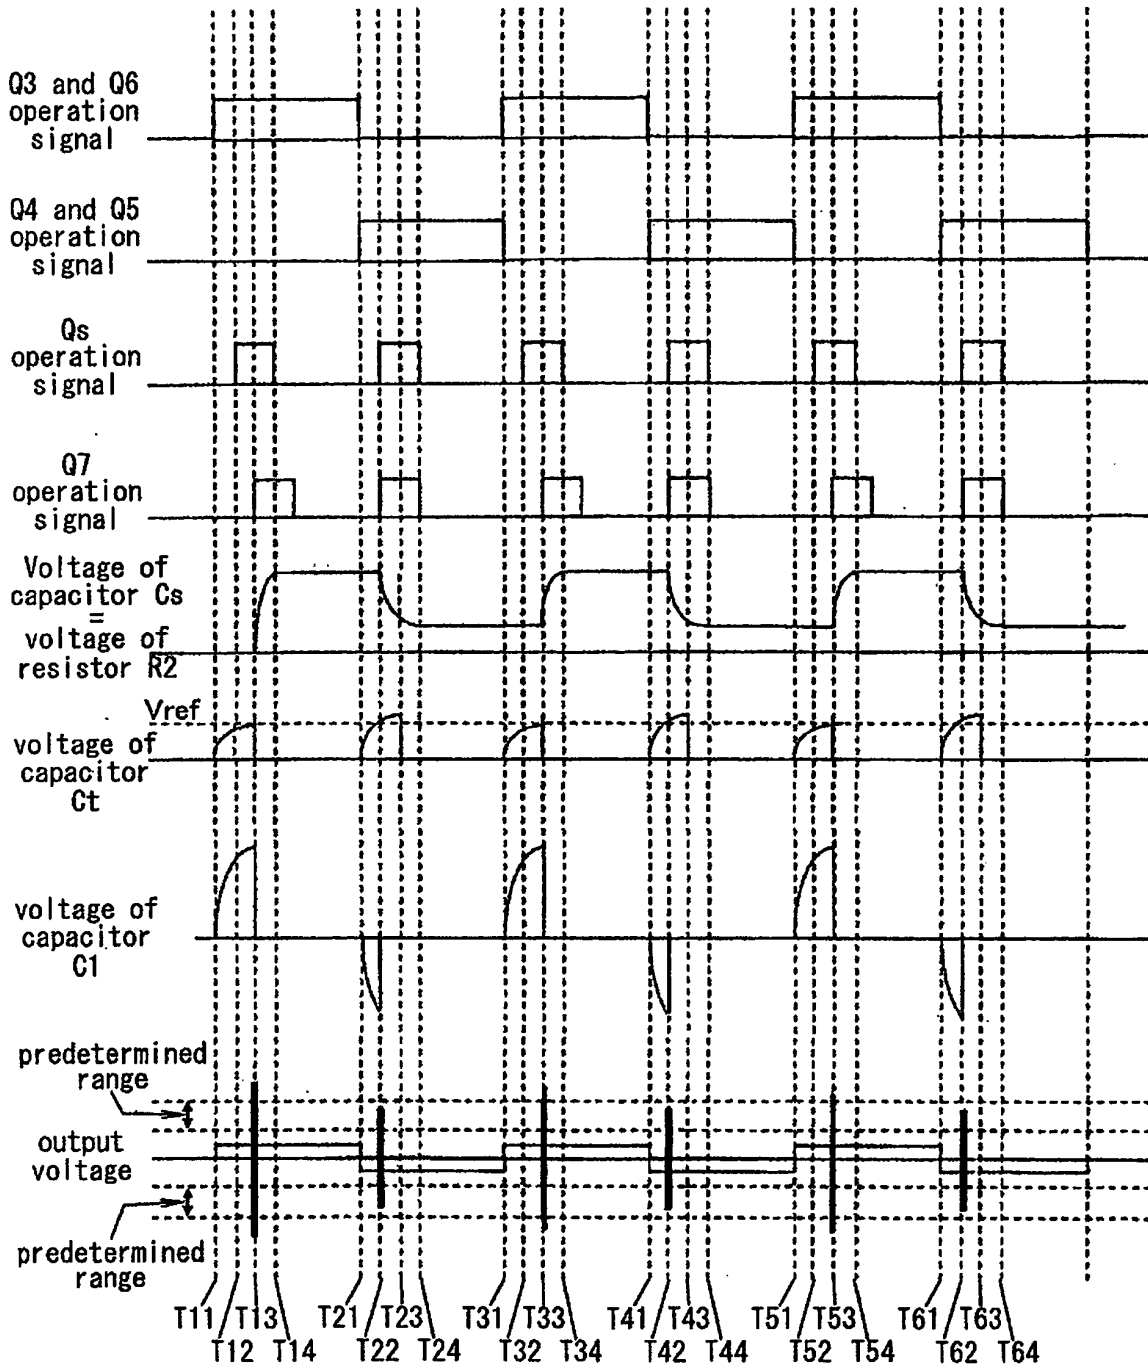 Q3 and Q6
operation
signal
Q4 and Q5
operation
signal
Qs
operation
signal
Q7
operation
signal
Voltage of
capacitor Cs
=
voltage of
resistor R2
Vref
voltage of
capacitor
Ct
voltage of
capacitor
C1
predetermined
range
output
voltage
predetermined
range
T11 T13 T21 T23 T31 T33 T41 T43 T51 T53 T61 T63
T12 T14 T22 T24 T32 T34 T42 T44 T52 T54 T62 T64